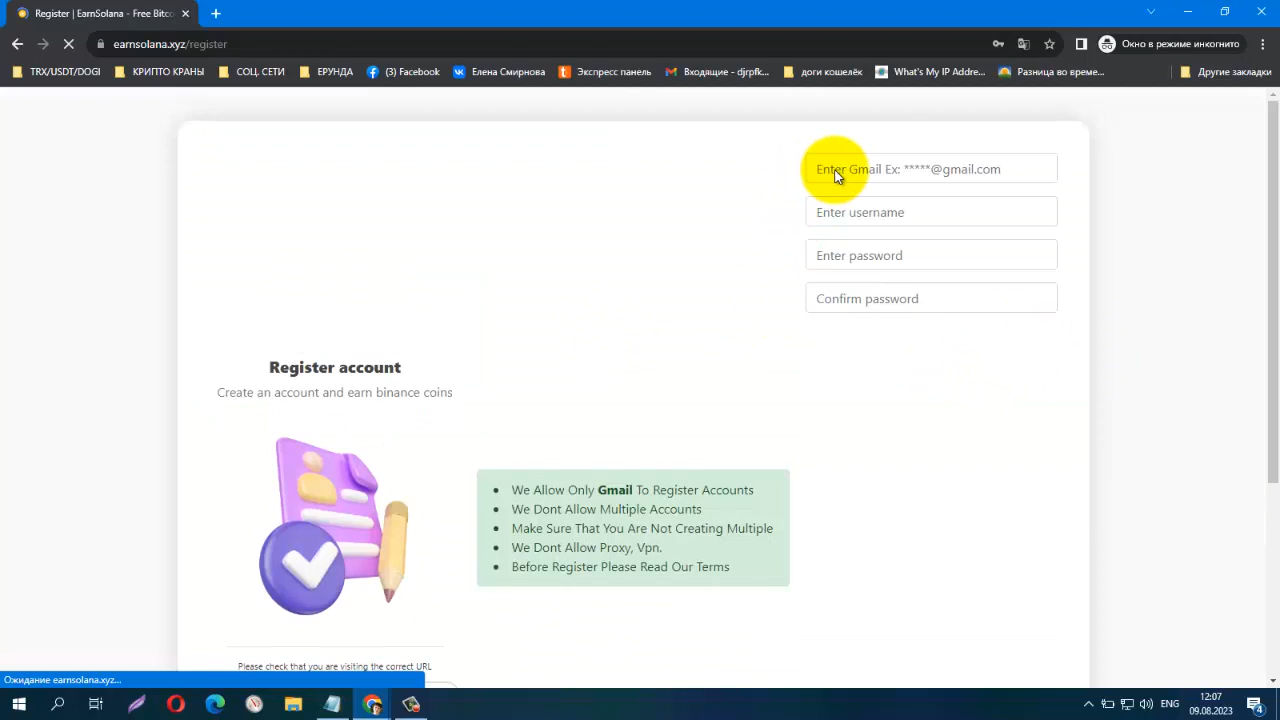 Register | EarnSolana - Free Bitco
earnsolana.xyz/register
Окно в режиме инкогнито
TRX/USDT/DOGI
КРИПТО КРАНЫ
СОЦ. СЕТИ
ЕРУНДА
(3) Facebook
Елена Смирнова
Экспресс панель
Входящие - djrpfk...
доги кошелёк
What's My IP Addre...
Разница во време...
Другие закладки
Enter Gmail Ex: *****@gmail.com
Enter username
Enter password
Confirm password
Register account
Create an account and earn binance coins
We Allow Only Gmail To Register Accounts
We Dont Allow Multiple Accounts
Make Sure That You Are Not Creating Multiple
We Dont Allow Proxy, Vpn.
Before Register Please Read Our Terms
Please check that you are visiting the correct URL
Ожидание earnsolana.xyz...
ENG
12:07
09.08.2023
4